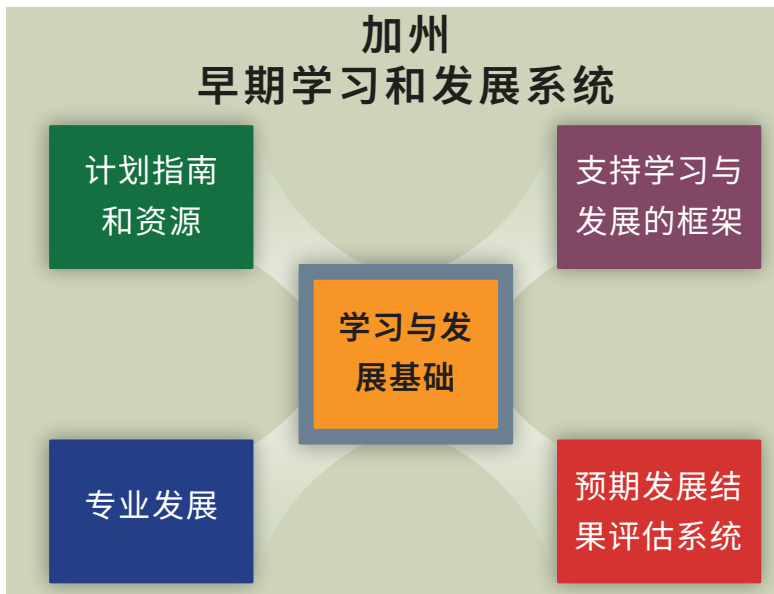 加州
早期学习和发展系统
计划指南
和资源
支持学习与
发展的框架
学习与发
展基础
专业发展
预期发展结
果评估系统